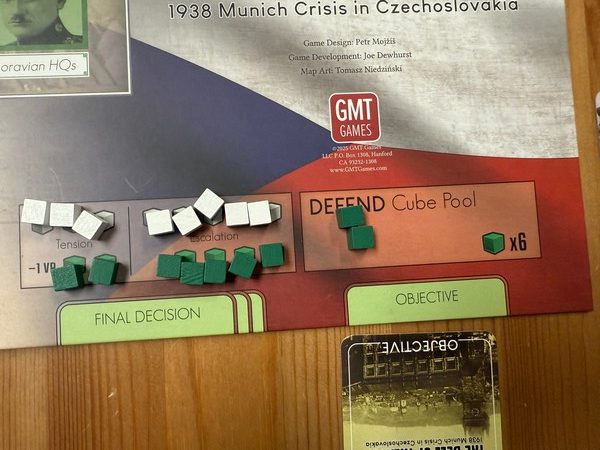 1938 Munich Crisis in Czechoslovakia
oravian HQs
Game Design: Petr Mojžíš
Game Development: Joe Dewhurst
Map Art: Tomasz Niedziński
GMT
GAMES
©2025 GMT Games
LLC P.O. Box 1308, Hanford
CA 93232-1308
www.GMTGames.com
Tension
-1 VP
Escalation
DEFEND Cube Pool
x6
FINAL DECISION
OBJECTIVE
OBJECTIVE
1938 Munich Crisis in Czechoslovakia